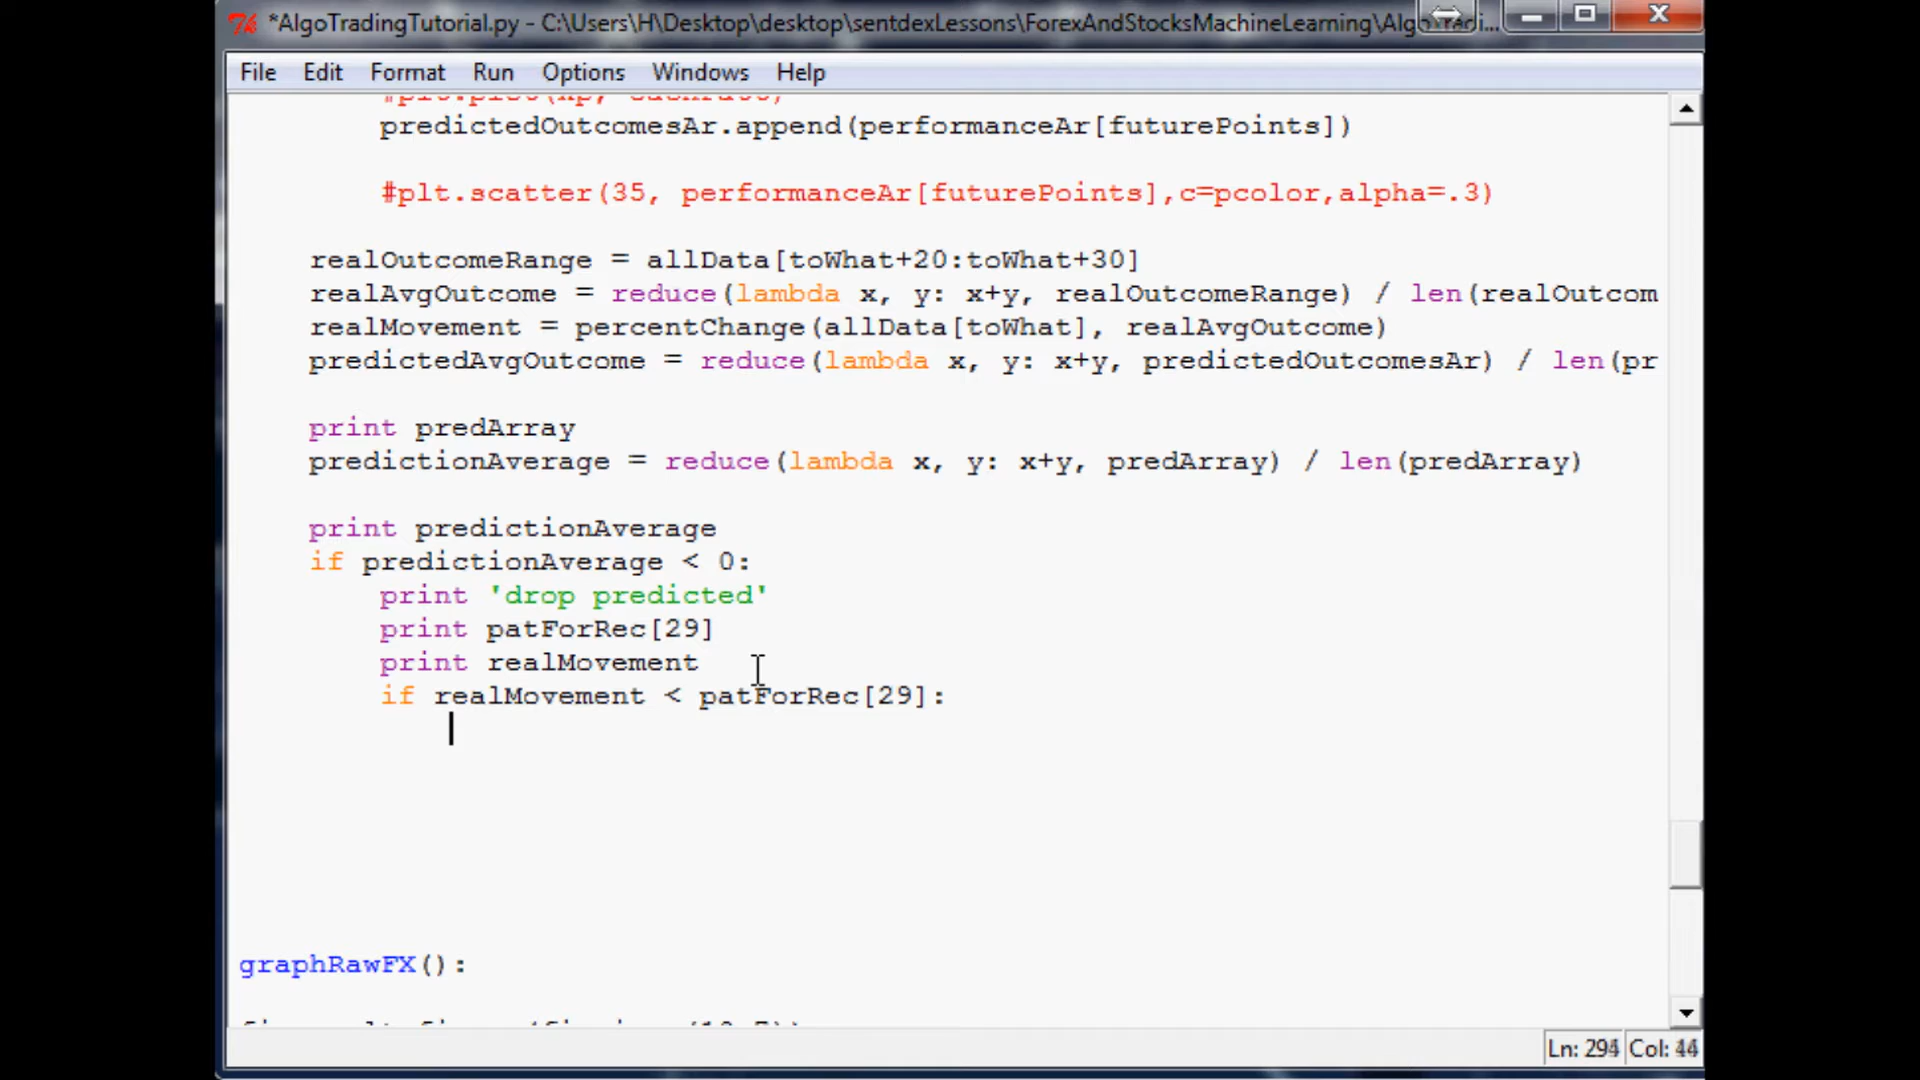 *AlgoTradingTutorial.py - C:\Users\H\Desktop\desktop\sentdexLessons\ForexAndStocksMachineLearning\Algo
File Edit Format Run Options Windows Help
predictedOutcomesAr.append(performanceAr[futurePoints])
#plt.scatter(35, performanceAr[futurePoints],c=pcolor,alpha=.3)
realOutcomeRange = allData[toWhat+20:toWhat+30]
realAvgOutcome = reduce(lambda x, y: x+y, realOutcomeRange) / len(realOutcom
realMovement = percentChange(allData[toWhat], realAvgOutcome)
predictedAvgOutcome = reduce(lambda x, y: x+y, predictedOutcomesAr) / len(pr
print predArray
predictionAverage = reduce(lambda x, y: x+y, predArray) / len(predArray)
print predictionAverage
if predictionAverage < 0:
print 'drop predicted'
print patForRec[29]
print realMovement
if realMovement < patForRec[29]:
graphRawFX():
Ln: 294 Col: 44